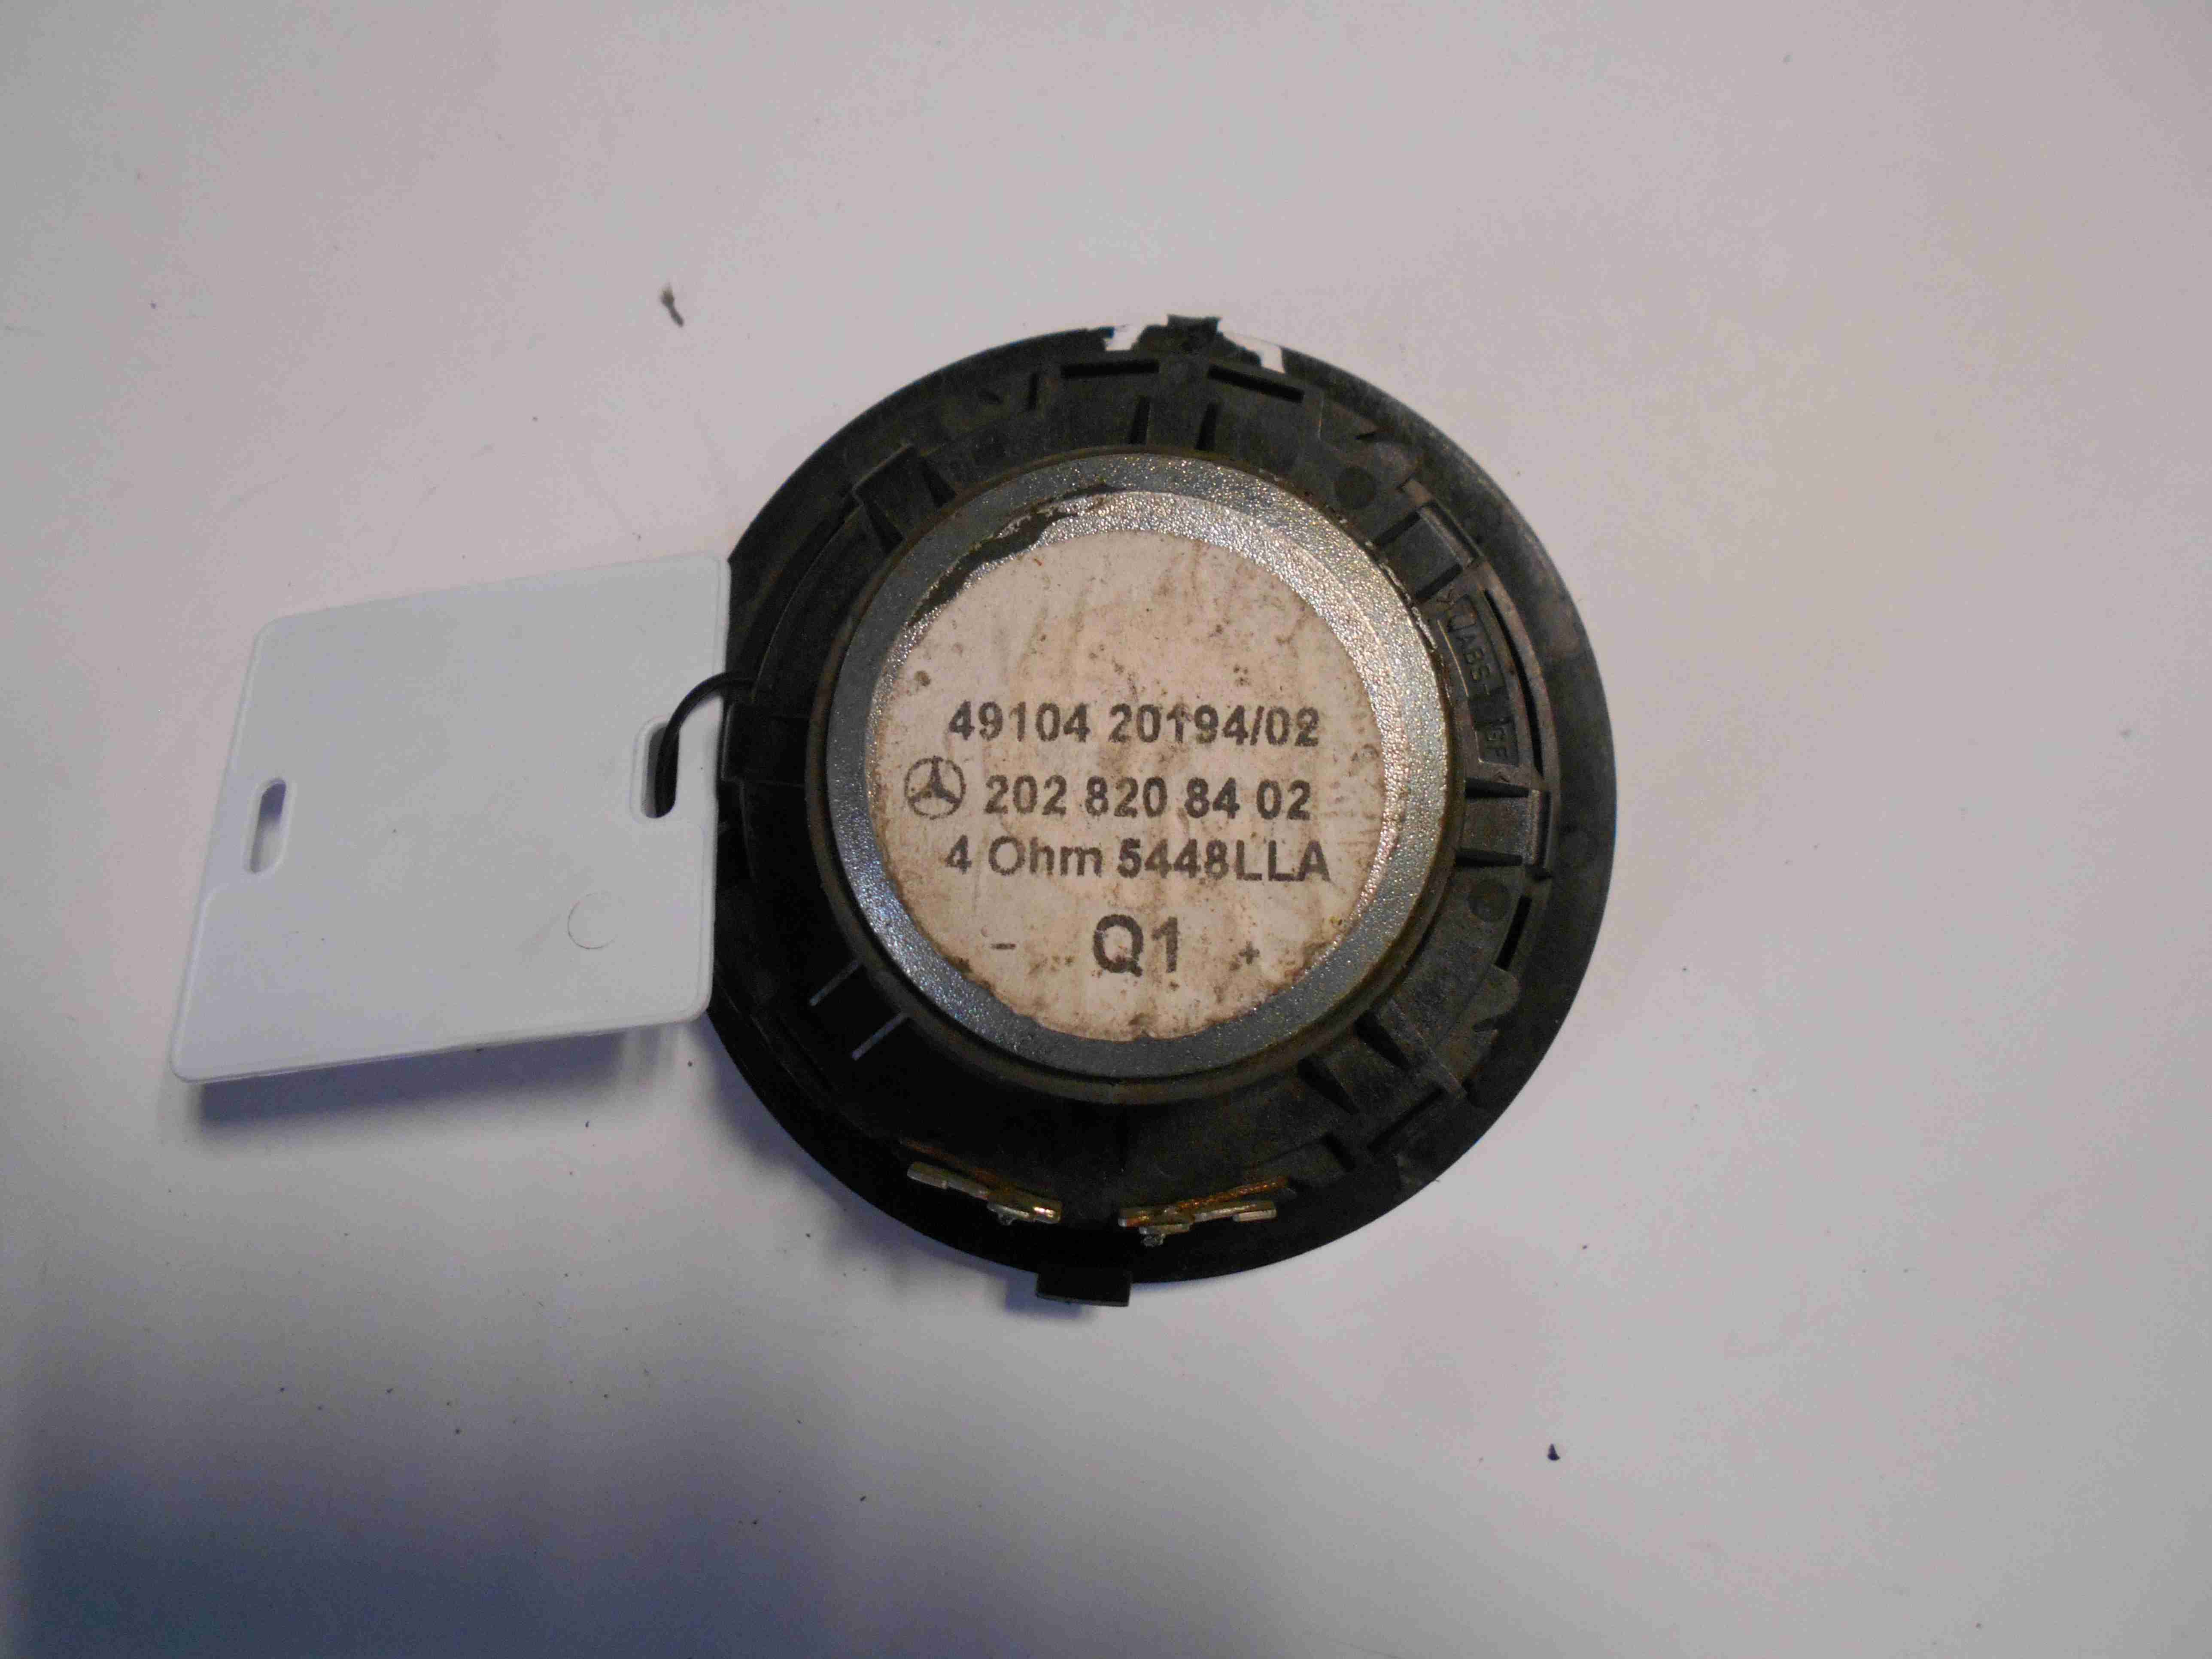 49104 20194/02
202 820 84 02
4 Ohm 5448LLA
- Q1 +